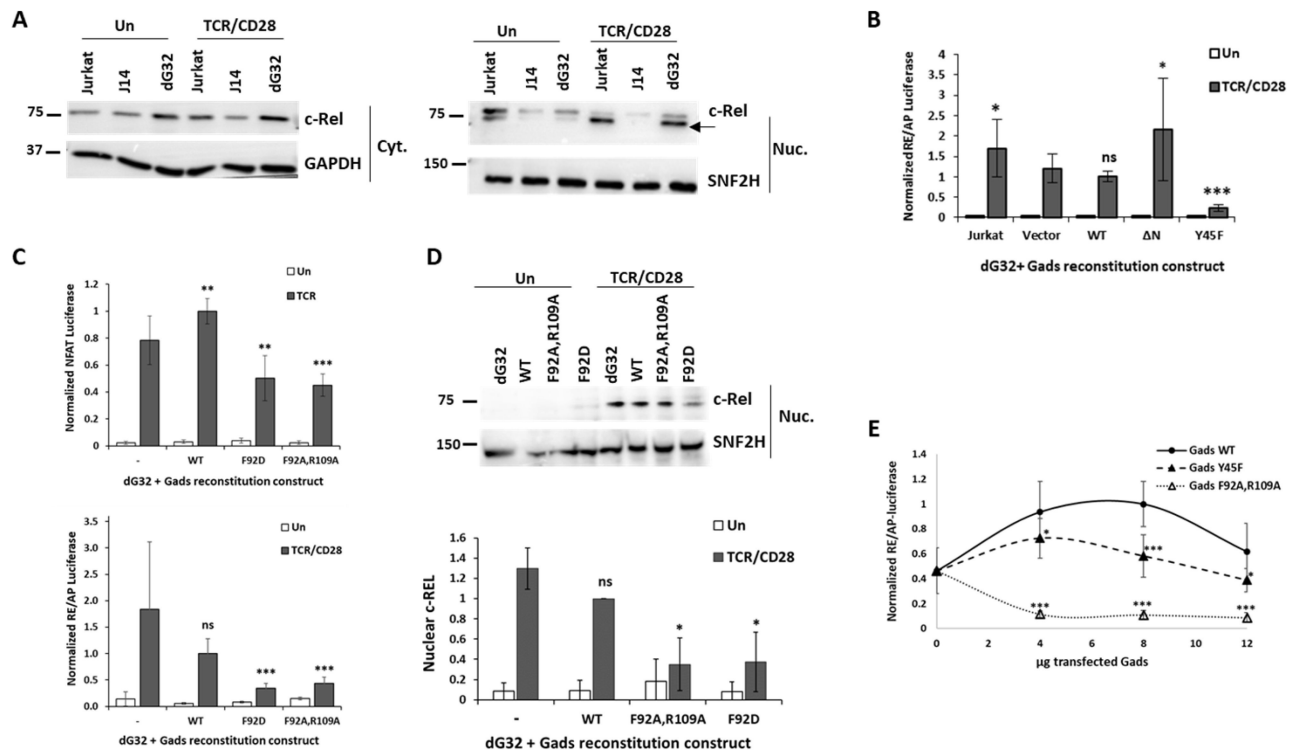 A
Un
TCR/CD28
Jurkat
J14
dG32
Jurkat
J14
dG32
75
c-Rel
37
GAPDH
Cyt.
Un
TCR/CD28
Jurkat
J14
dG32
Jurkat
J14
dG32
75
c-Rel
150
SNF2H
Nuc.
B
Un
TCR/CD28
Normalized RE/AP Luciferase
4
3.5
3
2.5
2
1.5
1
0.5
0
*
ns
*
***
Jurkat Vector WT ΔN Y45F
dG32+ Gads reconstitution construct
C
Un
TCR
Normalized NFAT Luciferase
1.2
1
0.8
0.6
0.4
0.2
0
**
**
***
- WT F92D F92A,R109A
dG32 + Gads reconstitution construct
Un
TCR/CD28
Normalized RE/AP Luciferase
3.5
3.0
2.5
2.0
1.5
1.0
0.5
0.0
ns
***
***
- WT F92D F92A,R109A
dG32 + Gads reconstitution construct
D
Un
TCR/CD28
dG32
WT
F92A,R109A
F92D
dG32
WT
F92A,R109A
F92D
75
c-Rel
150
SNF2H
Nuc.
Un
TCR/CD28
Nuclear c-REL
1.6
1.4
1.2
1
0.8
0.6
0.4
0.2
0
ns
*
*
- WT F92A,R109A F92D
dG32 + Gads reconstitution construct
E
Gads WT
Gads Y45F
Gads F92A,R109A
Normalized RE/AP-luciferase
1.4
1.2
1
0.8
0.6
0.4
0.2
0
*
***
*
***
***
***
0 2 4 6 8 10 12
µg transfected Gads